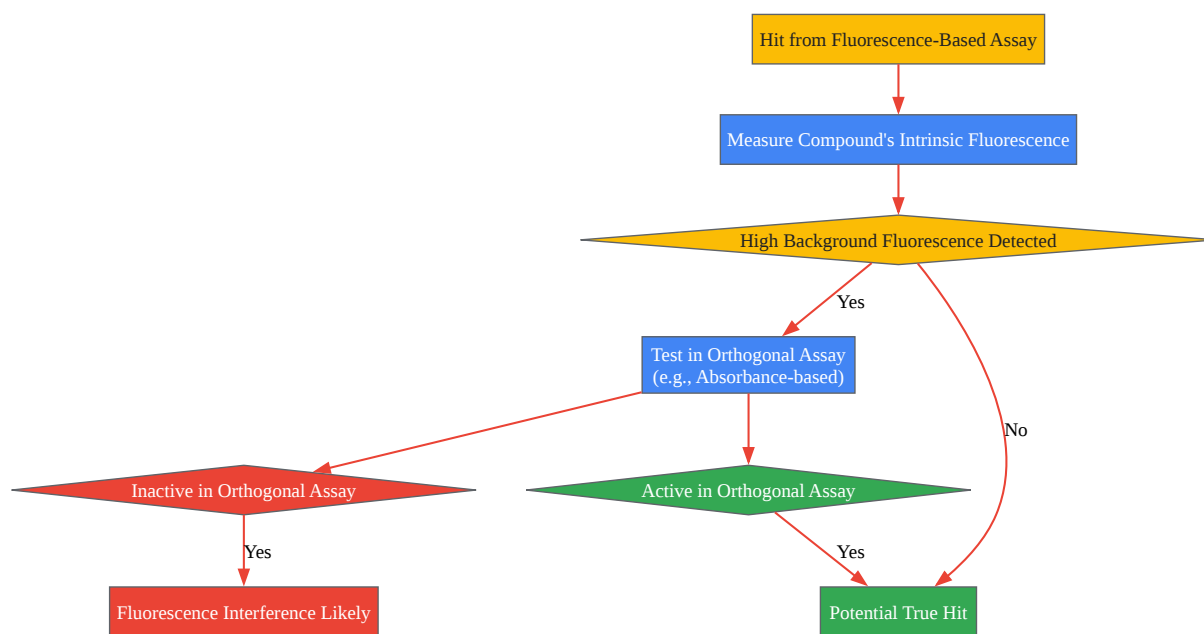 Hit from Fluorescence-Based Assay
Measure Compound's Intrinsic Fluorescence
High Background Fluorescence Detected
Yes
Test in Orthogonal Assay
(e.g., Absorbance-based)
No
Inactive in Orthogonal Assay
Active in Orthogonal Assay
Yes
Yes
Fluorescence Interference Likely
Potential True Hit